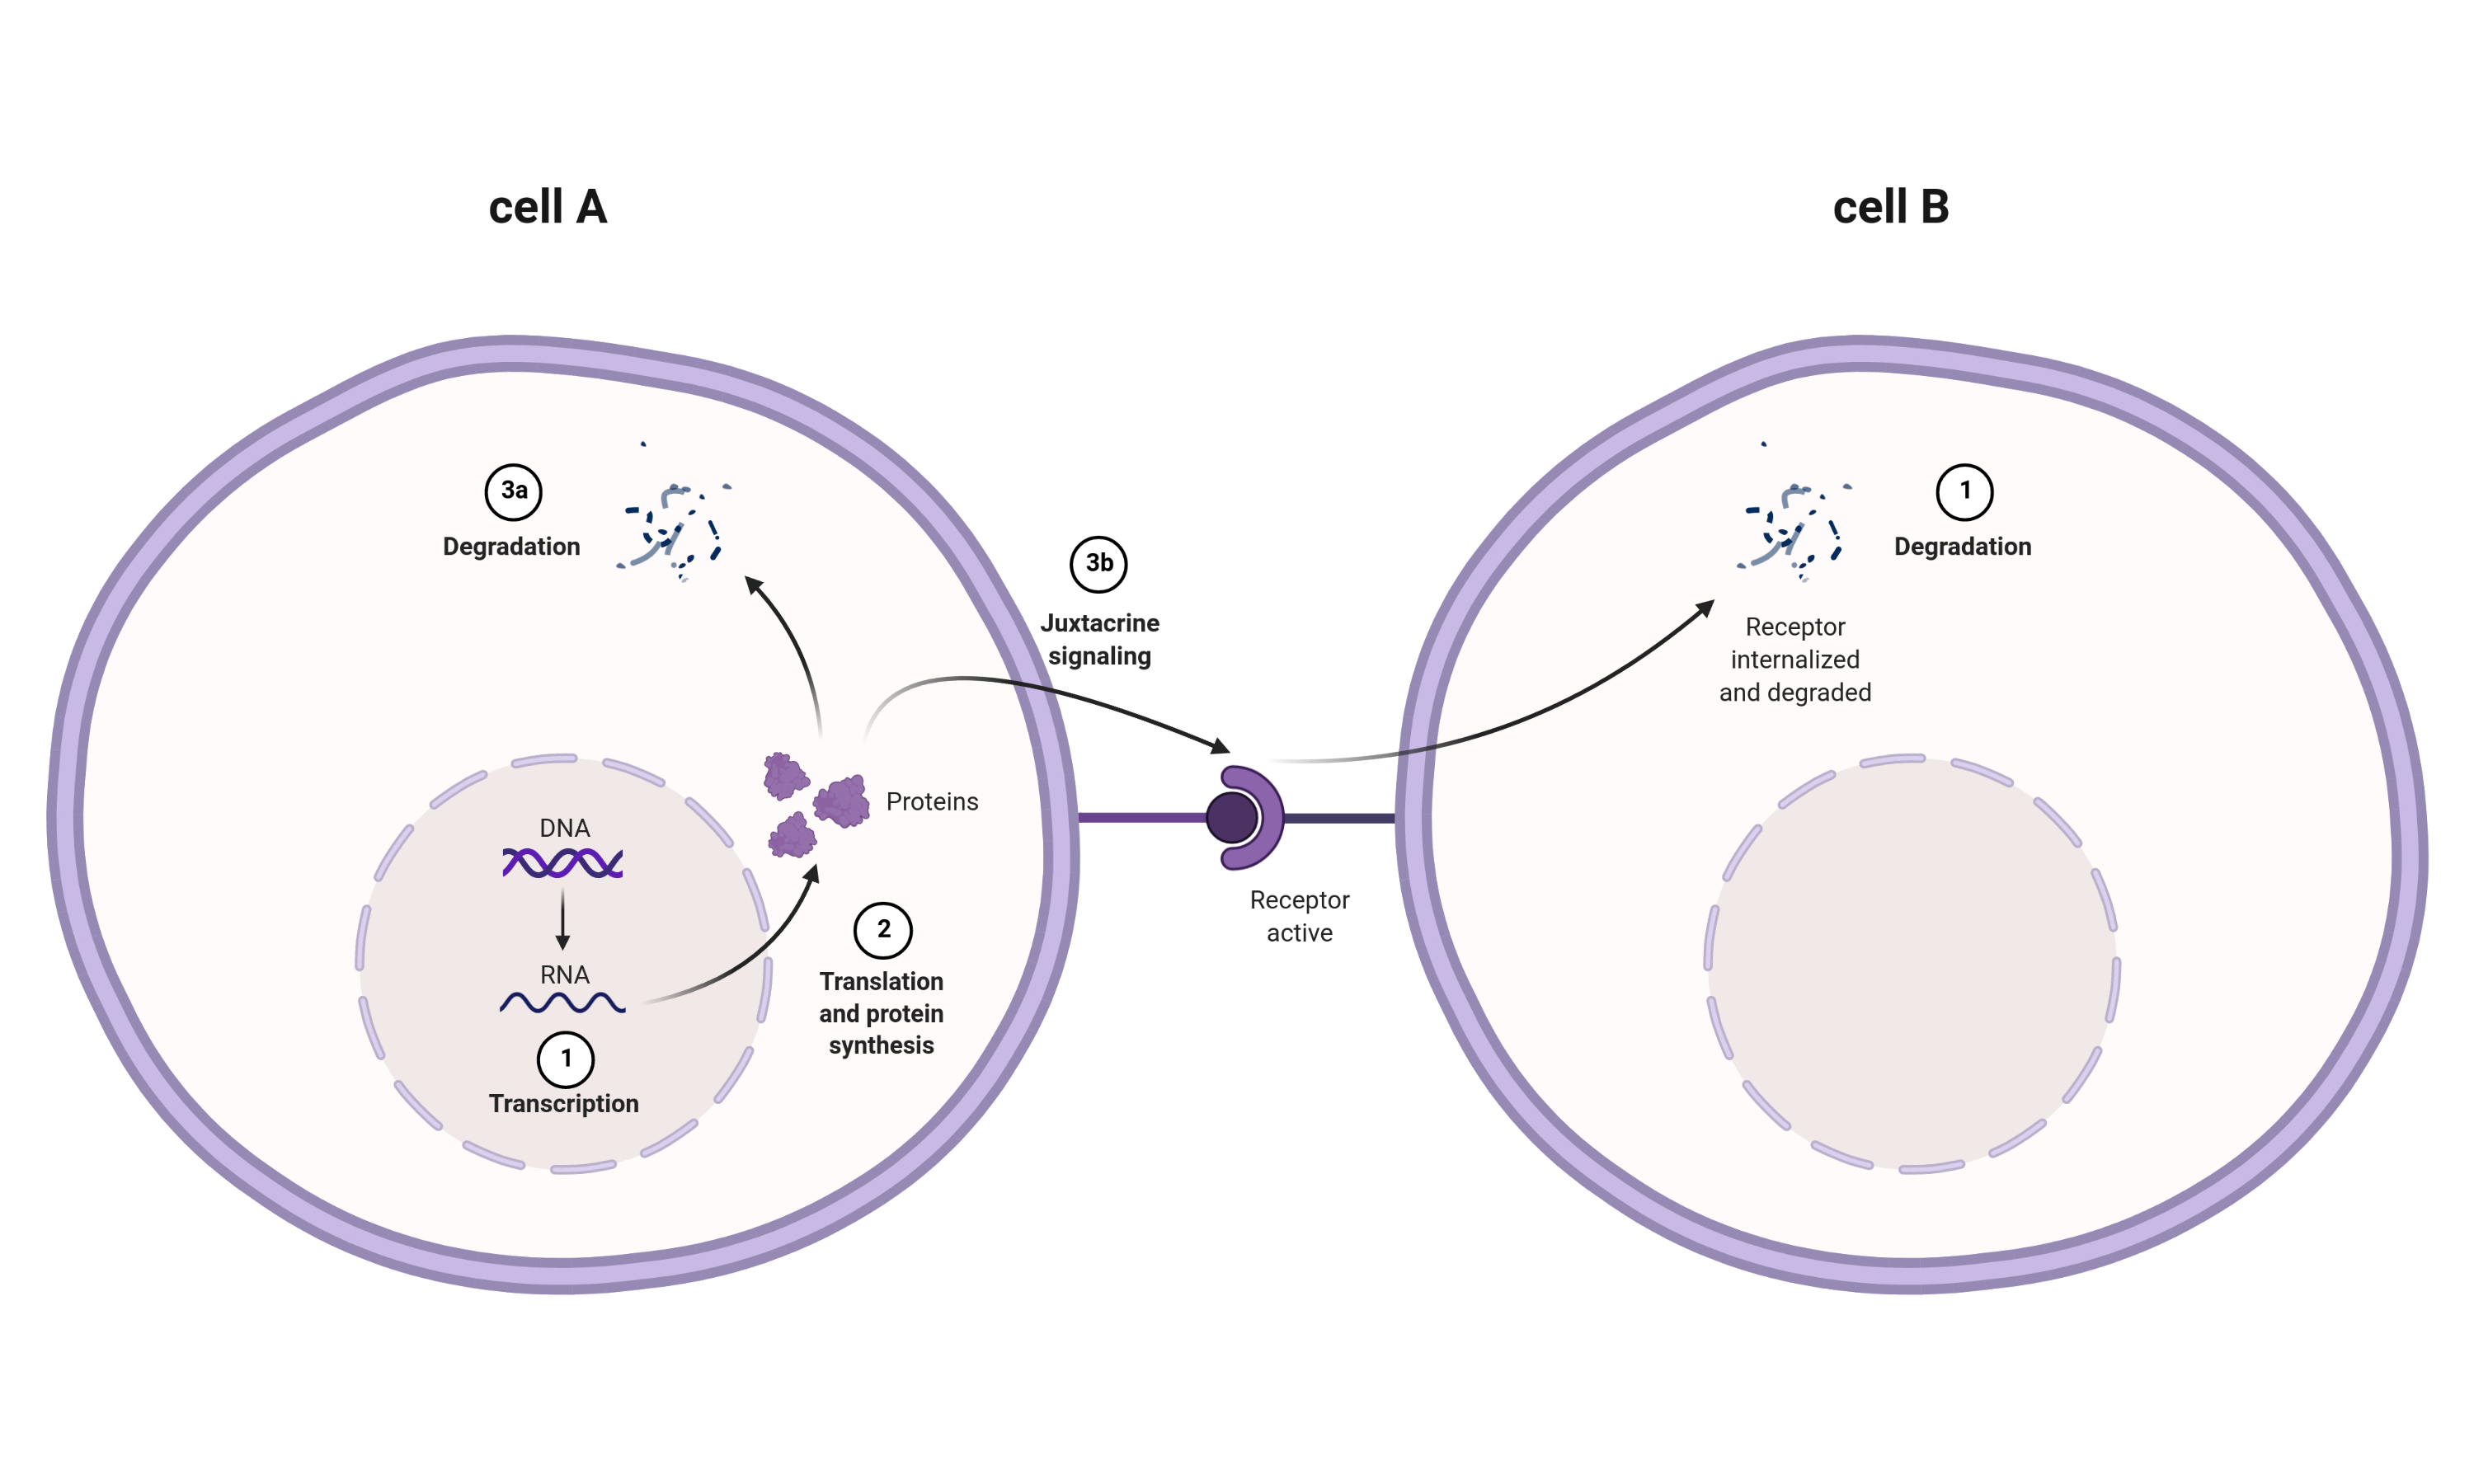 cell A
cell B
3a
Degradation
3b
Juxtacrine
signaling
1
Degradation
Receptor
internalized
and degraded
Proteins
DNA
RNA
1
Transcription
2
Translation
and protein
synthesis
Receptor
active